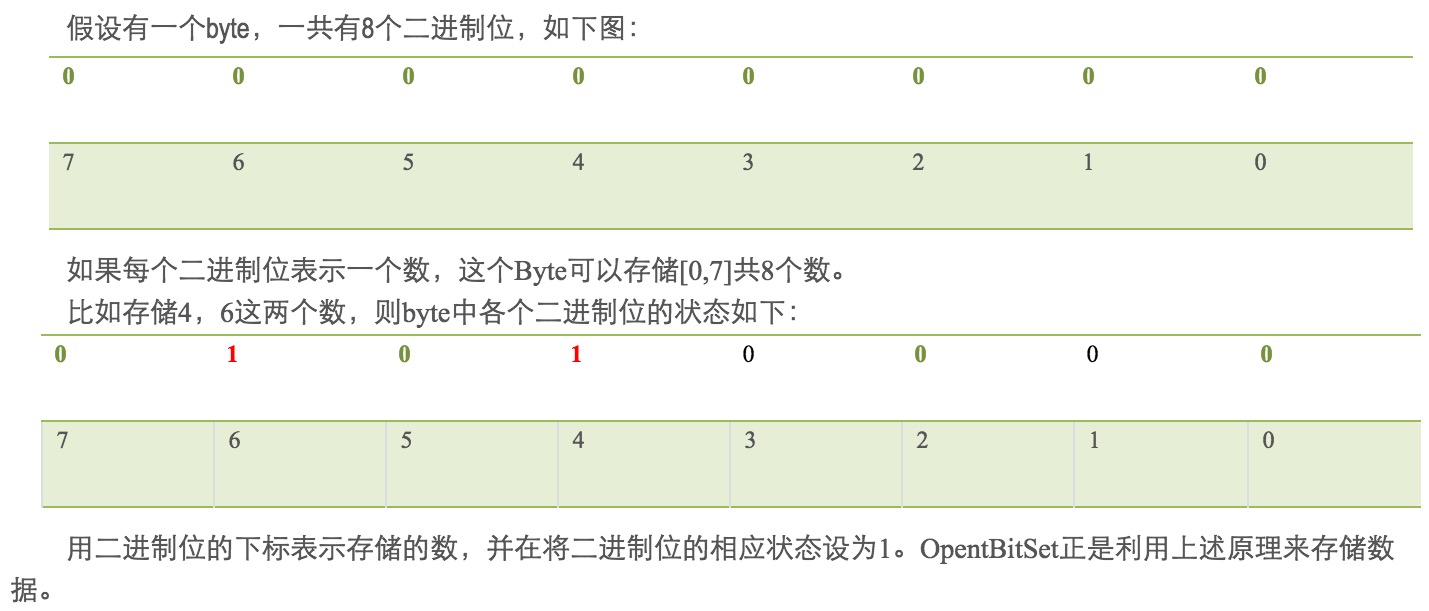 假设有一个byte，一共有8个二进制位，如下图：
0 0 0 0 0 0 0 0
7 6 5 4 3 2 1 0
如果每个二进制位表示一个数，这个Byte可以存储[0,7]共8个数。
比如存储4，6这两个数，则byte中各个二进制位的状态如下：
0 1 0 1 0 0 0 0
7 6 5 4 3 2 1 0
用二进制位的下标表示存储的数，并在将二进制位的相应状态设为1。OpentBitSet正是利用上述原理来存储数
据。